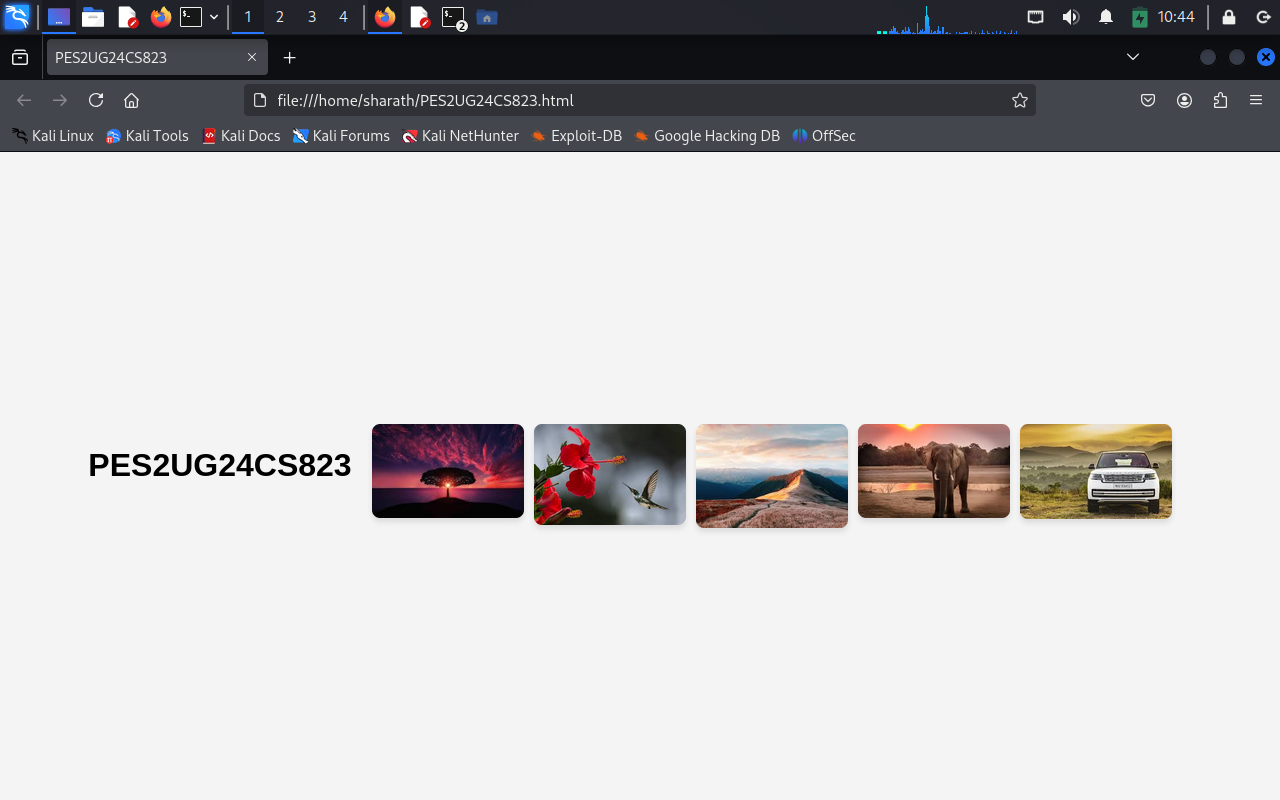 1 2 3 4 2 10:44
PES2UG24CS823
file:///home/sharath/PES2UG24CS823.html
Kali Linux Kali Tools Kali Docs Kali Forums Kali NetHunter Exploit-DB Google Hacking DB OffSec
PES2UG24CS823